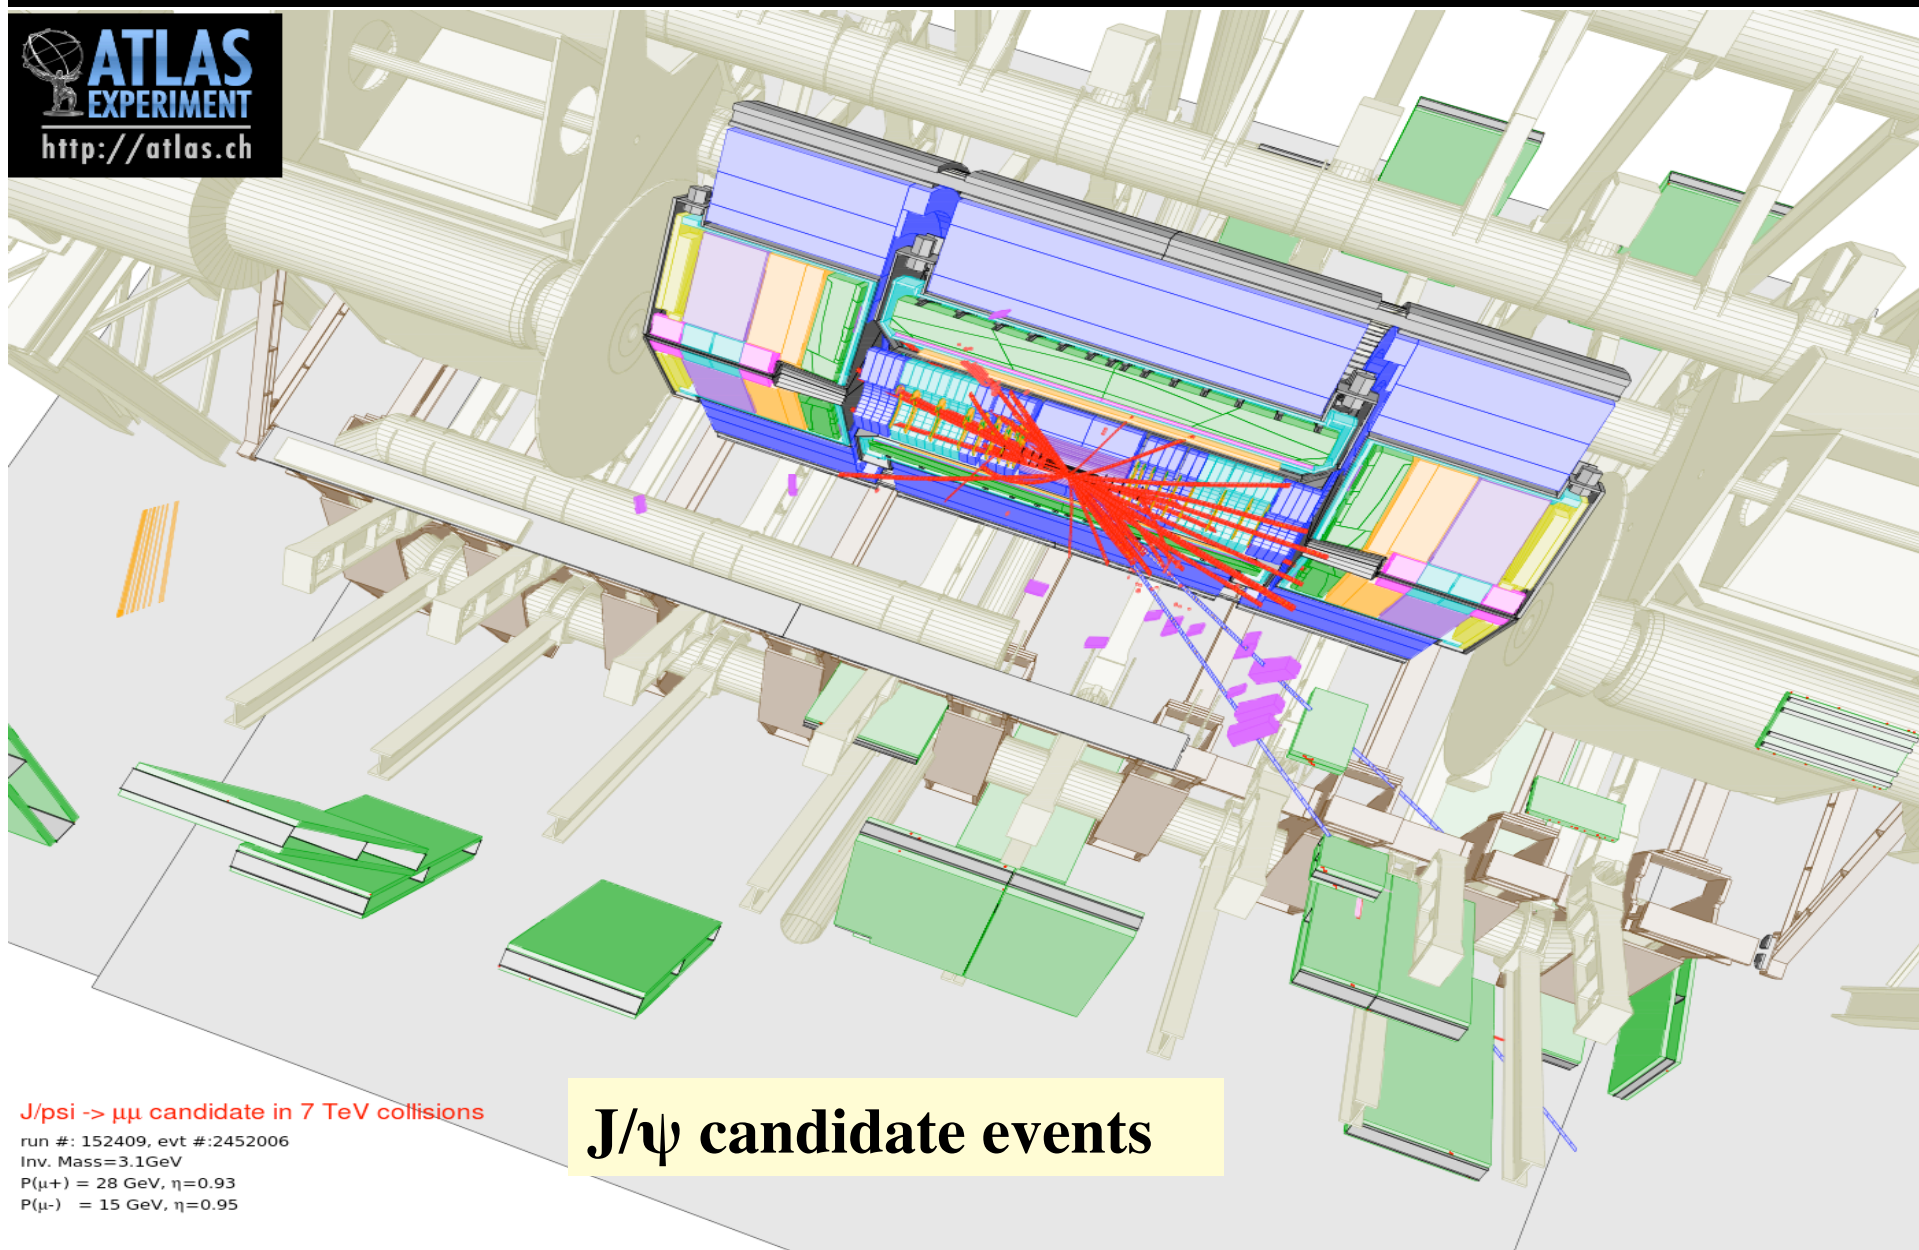 ATLAS
EXPERIMENT
http://atlas.ch
J/psi -> μμ candidate in 7 TeV collisions
run #: 152409, evt #:2452006
Inv. Mass=3.1GeV
P(μ+) = 28 GeV, η=0.93
P(μ-) = 15 GeV, η=0.95
J/ψ candidate events